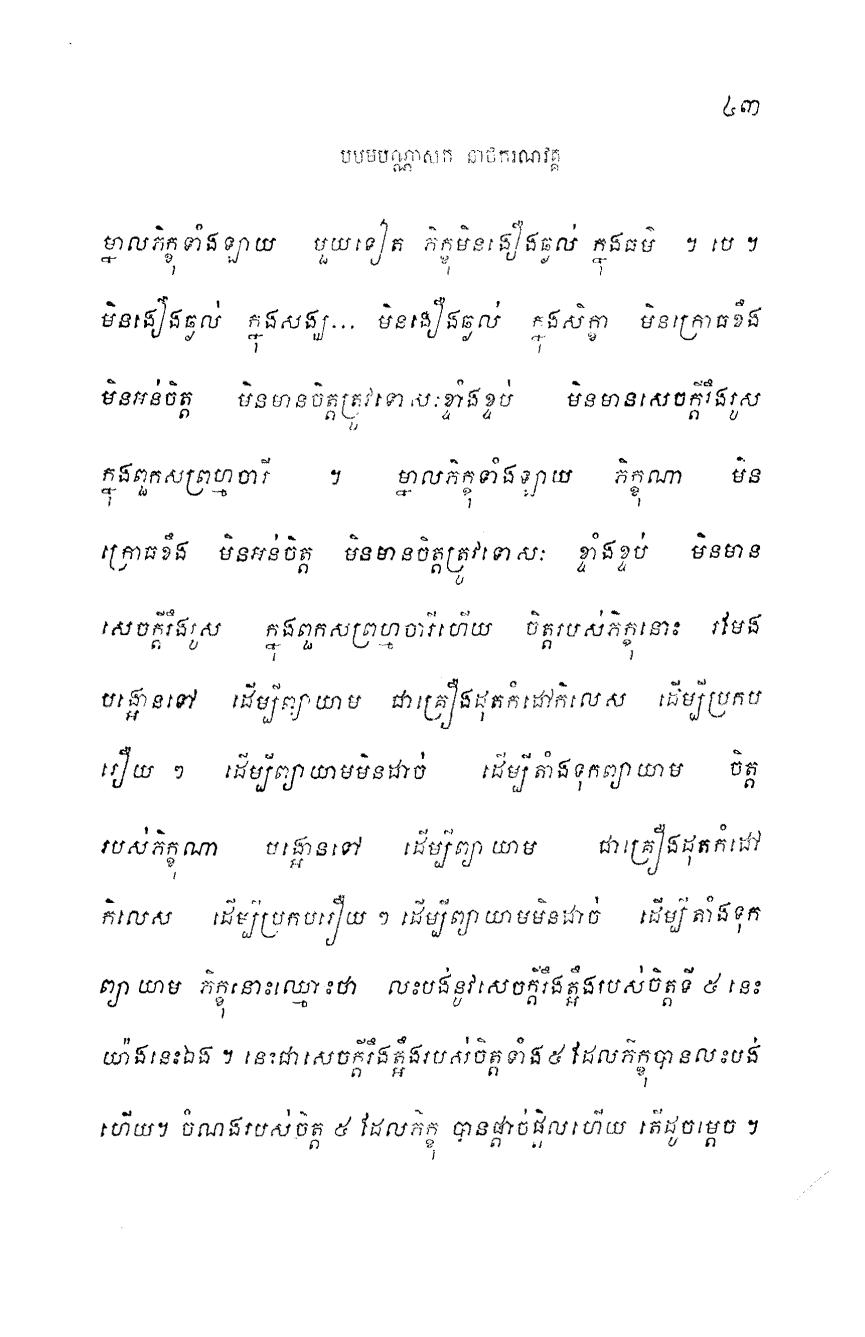 ៤៣
បឋមបណ្ណាសក នាថករណវគ្គ
ម្នាលភិក្ខុទាំងឡាយ មួយទៀត ភិក្ខុមិនងឿងឆ្ងល់ ក្នុងធម៌ ។ បេ ។
មិនងឿងឆ្ងល់ ក្នុងសង្ឃ... មិនងឿងឆ្ងល់ ក្នុងសិក្ខា មិនក្រោធខឹង
មិនអន់ចិត្ត មិនមានចិត្តត្រូវទោសៈខ្ទាំងខ្ទប់ មិនមានសេចក្តីរឹងរូស
ក្នុងពួកសព្រហ្មចារី ។ ម្នាលភិក្ខុទាំងឡាយ ភិក្ខុណា មិន
ក្រោធខឹង មិនអន់ចិត្ត មិនមានចិត្តត្រូវទោសៈ ខ្ទាំងខ្ទប់ មិនមាន
សេចក្តីរឹងរូស ក្នុងពួកសព្រហ្មចារីហើយ ចិត្តរបស់ភិក្ខុនោះ រមែង
បង្អោនទៅ ដើម្បីព្យាយាម ជាគ្រឿងដុតកំដៅកិលេស ដើម្បីប្រកប
រឿយ ៗ ដើម្បីព្យាយាមមិនដាច់ ដើម្បីតាំងទុកព្យាយាម ចិត្ត
របស់ភិក្ខុណា បង្អោនទៅ ដើម្បីព្យាយាម ជាគ្រឿងដុតកំដៅ
កិលេស ដើម្បីប្រកបរឿយ ៗ ដើម្បីព្យាយាមមិនដាច់ ដើម្បីតាំងទុក
ព្យាយាម ភិក្ខុនោះឈ្មោះថា លះបង់នូវសេចក្តីរឹងត្អឹងរបស់ចិត្តទី ៥ នេះ
យ៉ាងនេះឯង ។ នេះជាសេចក្តីរឹងត្អឹងរបស់ចិត្តទាំង៥ ដែលភិក្ខុបានលះបង់
ហើយ។ ចំណងរបស់ចិត្ត ៥ ដែលភិក្ខុ បានផ្តាច់ផ្តិលហើយ តើដូចម្តេច ។